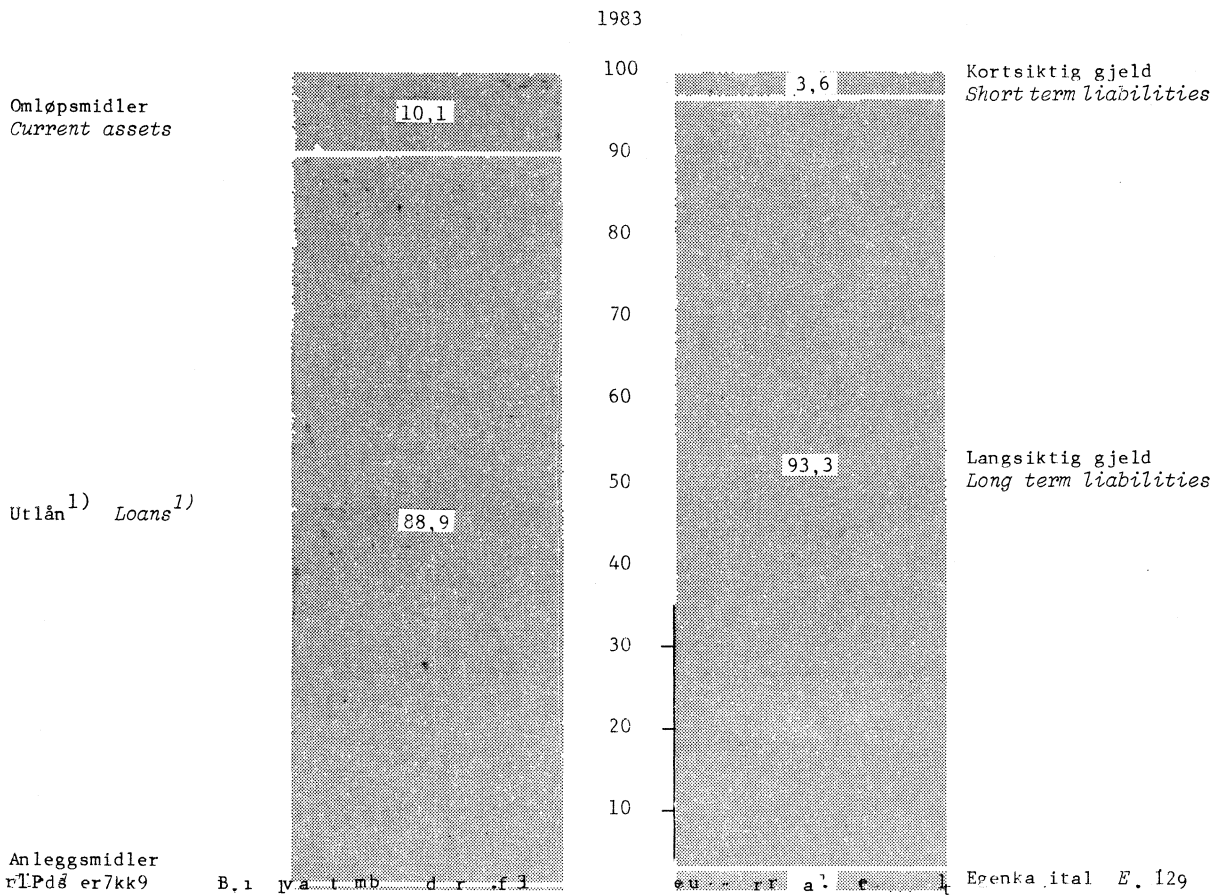 1983
100
Kortsiktig gjeld
Short term liabilities
3,6
Omløpsmidler
Current assets
10,1
90
80
70
60
93,3
Langsiktig gjeld
Long term liabilities
50
Utlån1) Loans1)
88,9
40
30
20
10
Anleggsmidler